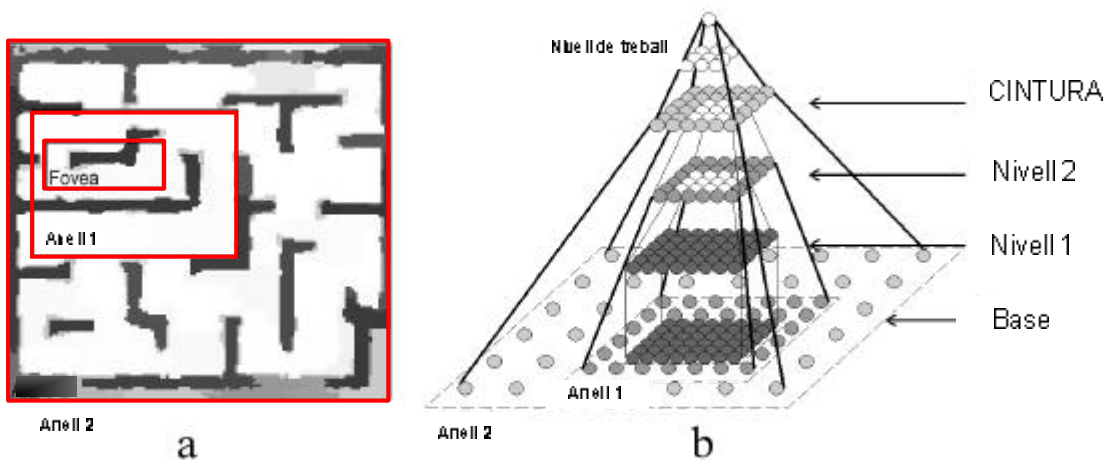 Fovea
Anell 1
Anell 2
a
Nivell de treball
CINTURA
Nivell 2
Nivell 1
Base
Anell 1
Anell 2
b